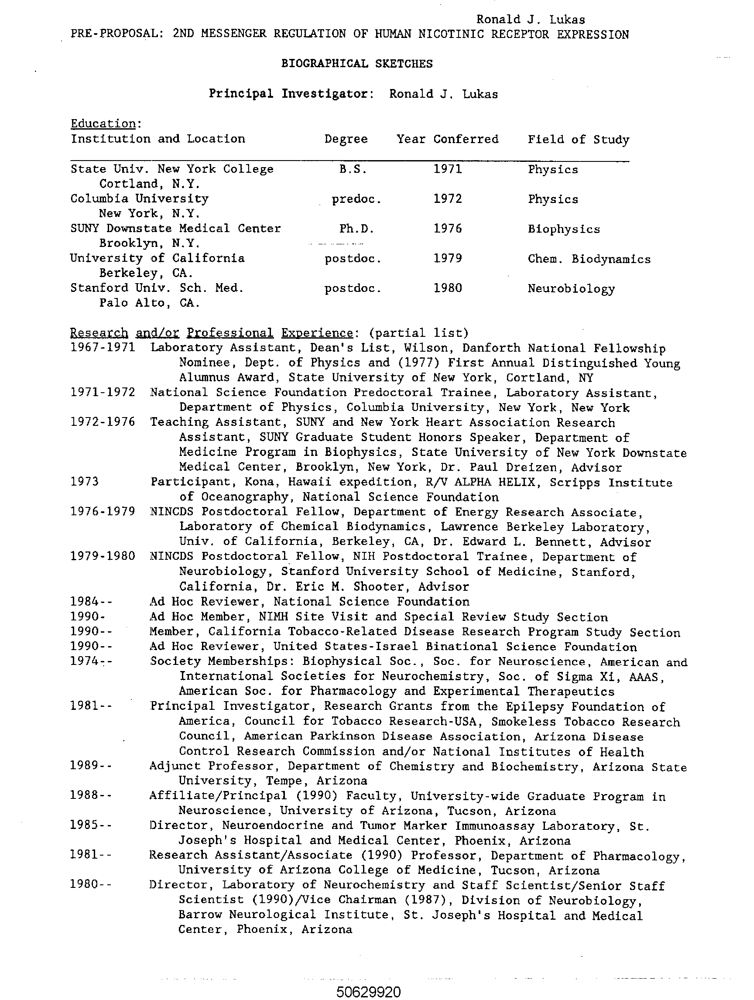 Ronald J. Lukas
PRE-PROPOSAL: 2ND MESSENGER REGULATION OF HUMAN NICOTINIC RECEPTOR EXPRESSION
BIOGRAPHICAL SKETCHES
Principal Investigator: Ronald J. Lukas
Education:
Institution and Location Degree Year Conferred Field of Study
State Univ. New York College B.S. 1971 Physics
Cortland, N.Y.
Columbia University predoc. 1972 Physics
New York, N.Y.
SUNY Downstate Medical Center Ph.D. 1976 Biophysics
Brooklyn, N.Y.
University of California postdoc. 1979 Chem. Biodynamics
Berkeley, CA.
Stanford Univ. Sch. Med. postdoc. 1980 Neurobiology
Palo Alto, CA.
Research and/or Professional Experience: (partial list)
1967-1971 Laboratory Assistant, Dean's List, Wilson, Danforth National Fellowship
Nominee, Dept. of Physics and (1977) First Annual Distinguished Young
Alumnus Award, State University of New York, Cortland, NY
1971-1972 National Science Foundation Predoctoral Trainee, Laboratory Assistant,
Department of Physics, Columbia University, New York, New York
1972-1976 Teaching Assistant, SUNY and New York Heart Association Research
Assistant, SUNY Graduate Student Honors Speaker, Department of
Medicine Program in Biophysics, State University of New York Downstate
Medical Center, Brooklyn, New York, Dr. Paul Dreizen, Advisor
1973 Participant, Kona, Hawaii expedition, R/V ALPHA HELIX, Scripps Institute
of Oceanography, National Science Foundation
1976-1979 NINCDS Postdoctoral Fellow, Department of Energy Research Associate,
Laboratory of Chemical Biodynamics, Lawrence Berkeley Laboratory,
Univ. of California, Berkeley, CA, Dr. Edward L. Bennett, Advisor
1979-1980 NINCDS Postdoctoral Fellow, NIH Postdoctoral Trainee, Department of
Neurobiology, Stanford University School of Medicine, Stanford,
California, Dr. Eric M. Shooter, Advisor
1984-- Ad Hoc Reviewer, National Science Foundation
1990- Ad Hoc Member, NIMH Site Visit and Special Review Study Section
1990-- Member, California Tobacco-Related Disease Research Program Study Section
1990-- Ad Hoc Reviewer, United States-Israel Binational Science Foundation
1974-- Society Memberships: Biophysical Soc., Soc. for Neuroscience, American and
International Societies for Neurochemistry, Soc. of Sigma Xi, AAAS,
American Soc. for Pharmacology and Experimental Therapeutics
1981-- Principal Investigator, Research Grants from the Epilepsy Foundation of
America, Council for Tobacco Research-USA, Smokeless Tobacco Research
Council, American Parkinson Disease Association, Arizona Disease
Control Research Commission and/or National Institutes of Health
1989-- Adjunct Professor, Department of Chemistry and Biochemistry, Arizona State
University, Tempe, Arizona
1988-- Affiliate/Principal (1990) Faculty, University-wide Graduate Program in
Neuroscience, University of Arizona, Tucson, Arizona
1985-- Director, Neuroendocrine and Tumor Marker Immunoassay Laboratory, St.
Joseph's Hospital and Medical Center, Phoenix, Arizona
1981-- Research Assistant/Associate (1990) Professor, Department of Pharmacology,
University of Arizona College of Medicine, Tucson, Arizona
1980-- Director, Laboratory of Neurochemistry and Staff Scientist/Senior Staff
Scientist (1990)/Vice Chairman (1987), Division of Neurobiology,
Barrow Neurological Institute, St. Joseph's Hospital and Medical
Center, Phoenix, Arizona
50629920